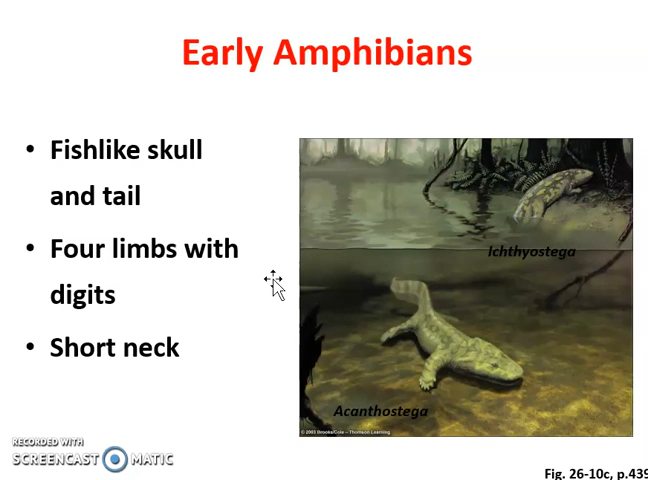 Early Amphibians
• Fishlike skull
and tail
• Four limbs with
digits
• Short neck
Ichthyostega
Acanthostega
© 2003 Brooks/Cole – Thomson Learning
RECORDED WITH
SCREENCAST MATIC
Fig. 26-10c, p.439